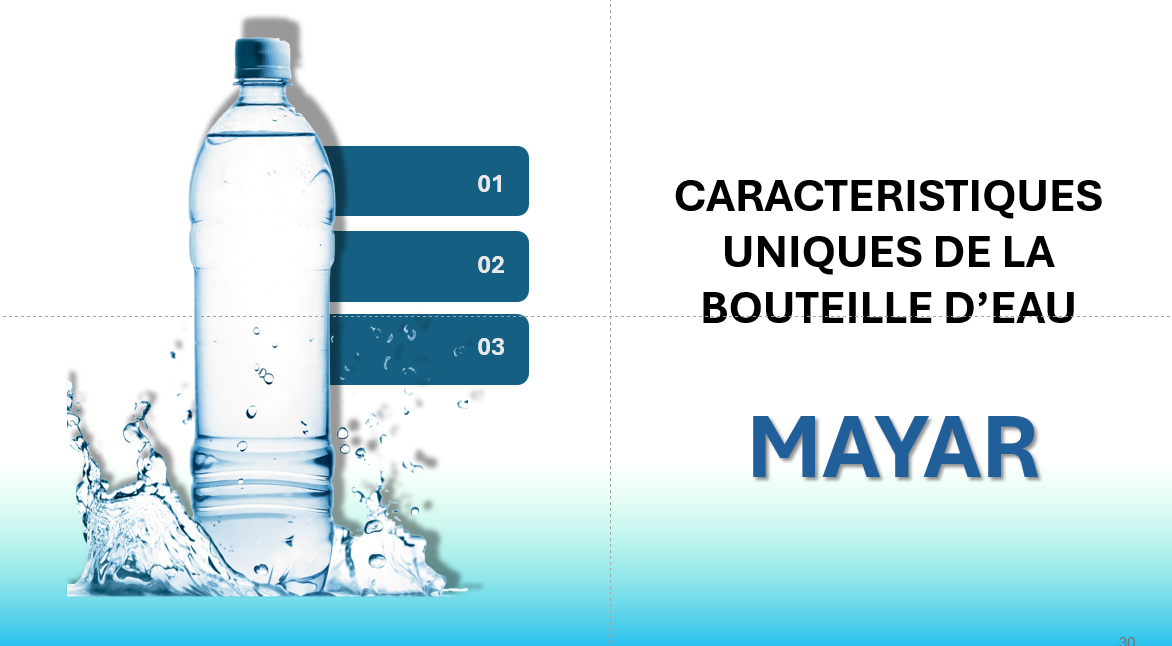 01
02
03
CARACTERISTIQUES
UNIQUES DE LA
BOUTEILLE D’EAU
MAYAR
30